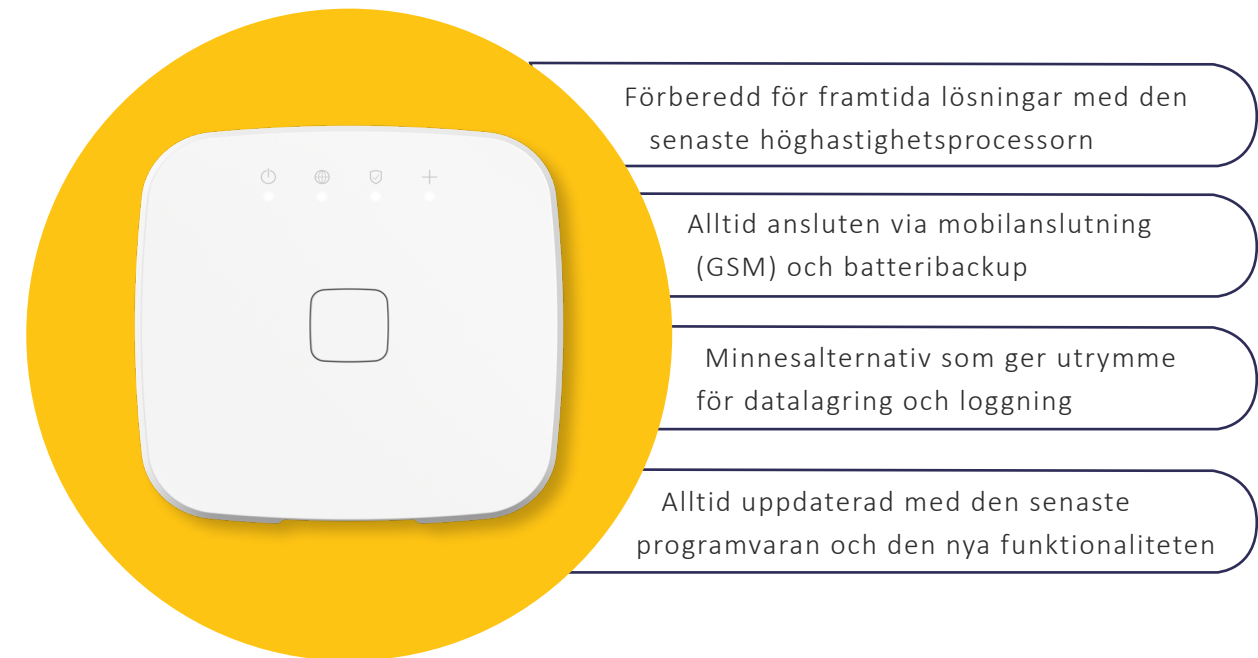 Förberedd för framtida lösningar med den
senaste höghastighetsprocessorn
Alltid ansluten via mobilanslutning
(GSM) och batteribackup
Minnesalternativ som ger utrymme
för datalagring och loggning
Alltid uppdaterad med den senaste
programvaran och den nya funktionaliteten